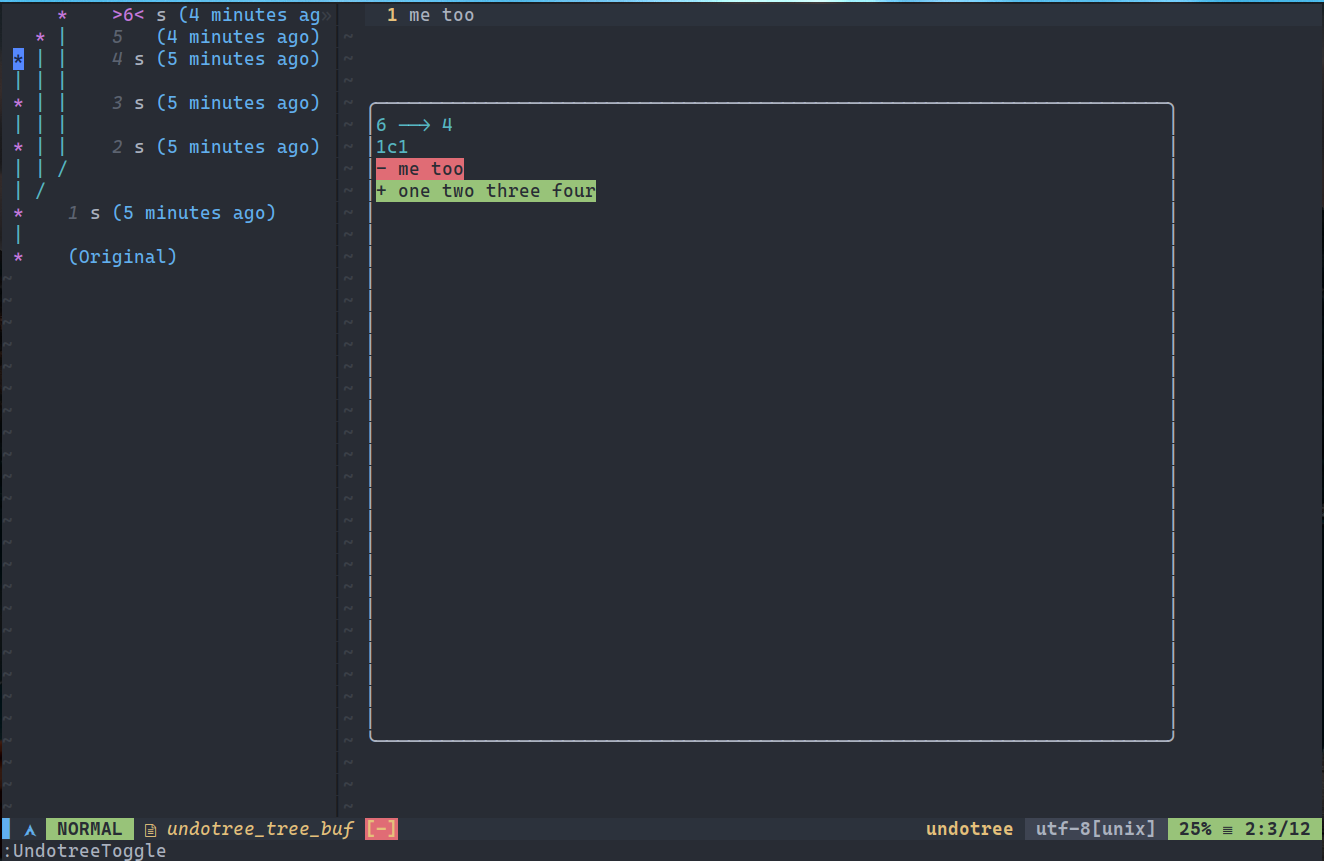 *    >6< s (4 minutes ag»
* |    5   (4 minutes ago)
* | |    4 s (5 minutes ago)
| | |
* | |    3 s (5 minutes ago)
| | |
* | |    2 s (5 minutes ago)
| | /
| /
*    1 s (5 minutes ago)
|
*    (Original)
1 me too
6 ──> 4
1c1
- me too
+ one two three four
NORMAL undotree_tree_buf [-] undotree utf-8[unix] 25% ≡ 2:3/12
:UndotreeToggle